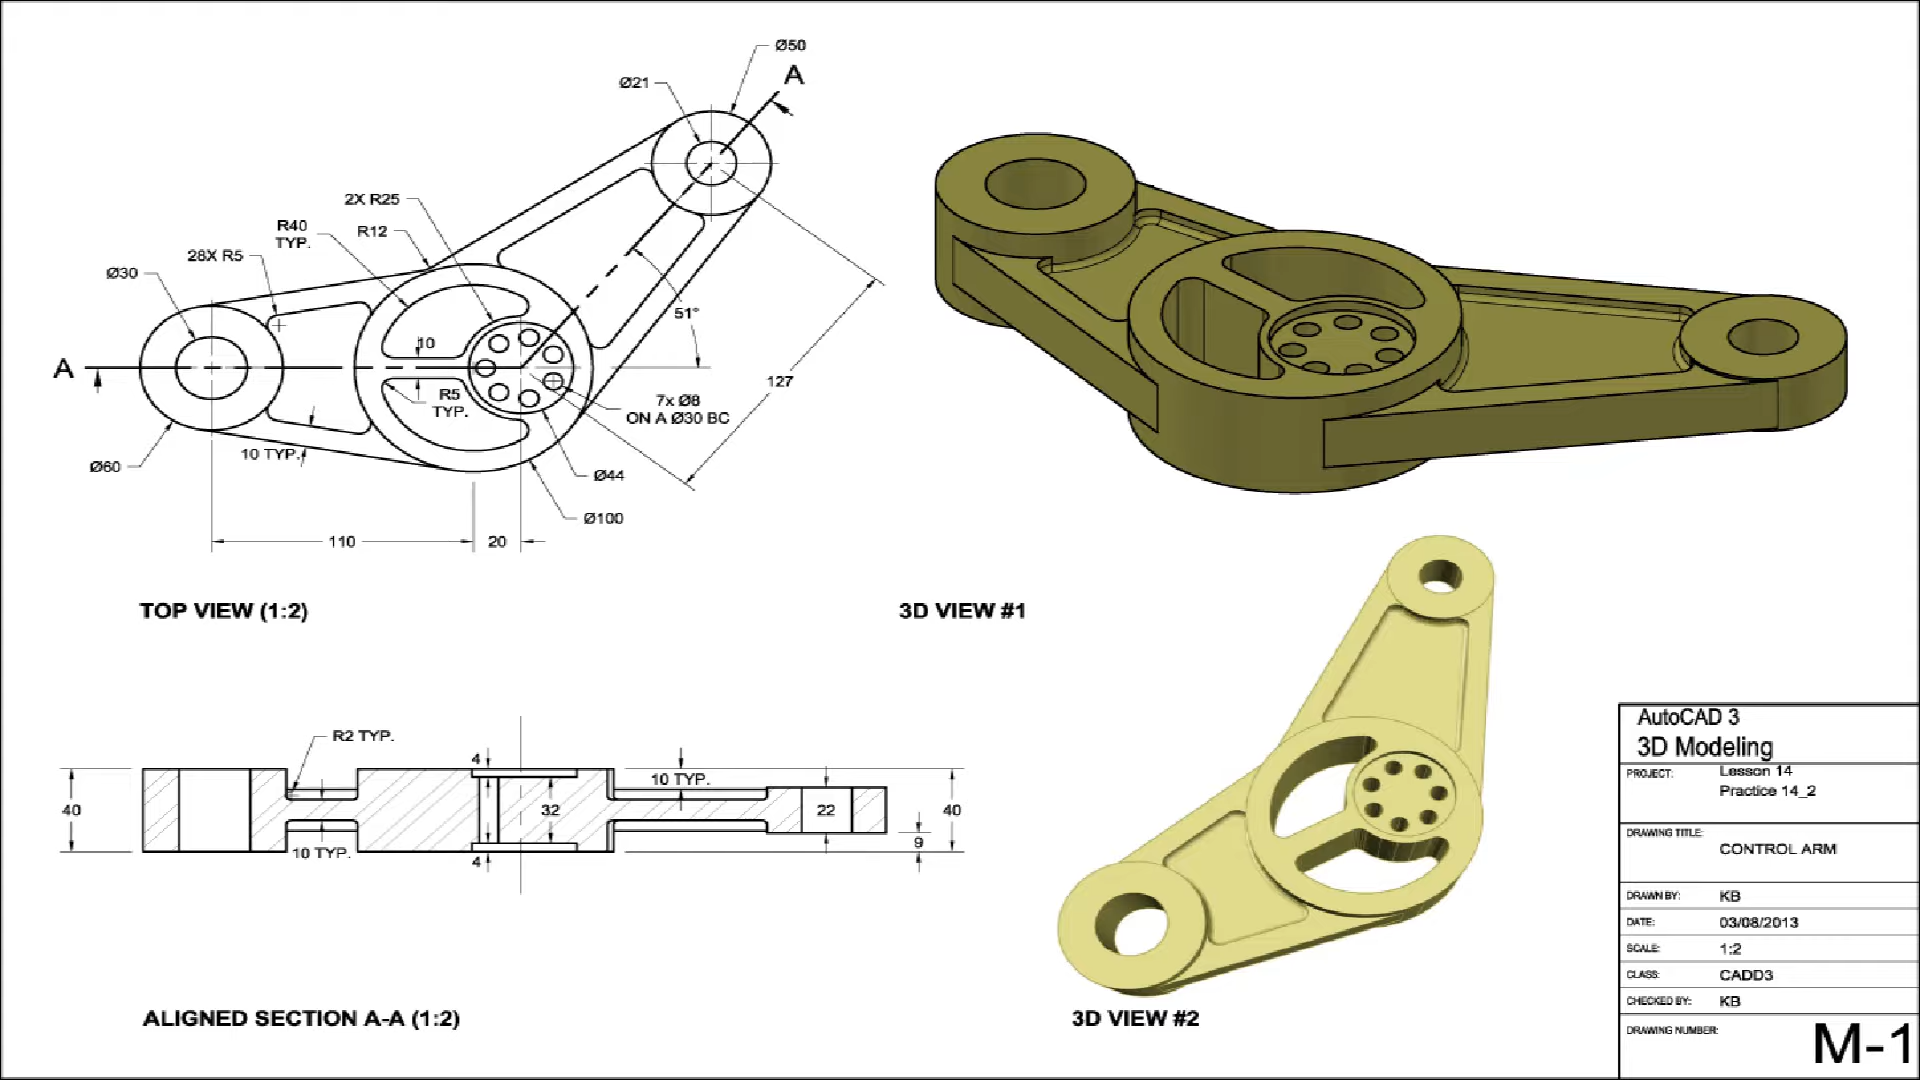 Ø50
A
Ø21
2X R25
R40
TYP.
R12
28X R5
Ø30
10
51°
A
127
R5
TYP.
7x Ø8
ON A Ø30 BC
10 TYP.
Ø60
Ø44
Ø100
110
20
TOP VIEW (1:2)
3D VIEW #1
R2 TYP.
4
10 TYP.
40
32
22
40
9
10 TYP.
4
ALIGNED SECTION A-A (1:2)
3D VIEW #2
AutoCAD 3
3D Modeling
PROJECT: Lesson 14
Practice 14_2
DRAWING TITLE:
CONTROL ARM
DRAWN BY: KB
DATE: 03/08/2013
SCALE: 1:2
CLASS: CADD3
CHECKED BY: KB
DRAWING NUMBER:
M-1